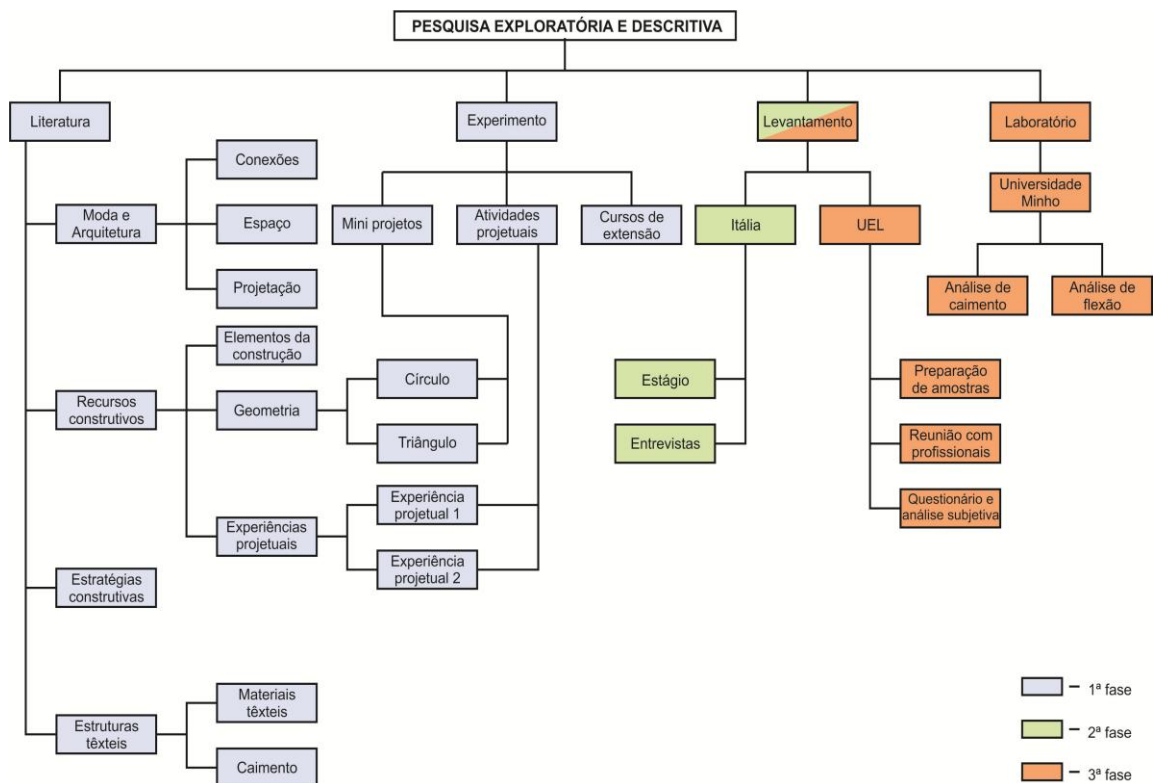 PESQUISA EXPLORATÓRIA E DESCRITIVA
Literatura
Experimento
Levantamento
Laboratório
Conexões
Moda e
Arquitetura
Espaço
Projetação
Mini projetos
Atividades
projetuais
Cursos de
extensão
Itália
UEL
Universidade
Minho
Análise de
caimento
Análise de
flexão
Elementos da
construção
Recursos
construtivos
Geometria
Círculo
Triângulo
Estágio
Entrevistas
Preparação
de amostras
Reunião com
profissionais
Questionário e
análise subjetiva
Experiências
projetuais
Experiência
projetual 1
Experiência
projetual 2
Estratégias
construtivas
Estruturas
têxteis
Materiais
têxteis
Caimento
– 1ª fase
– 2ª fase
– 3ª fase